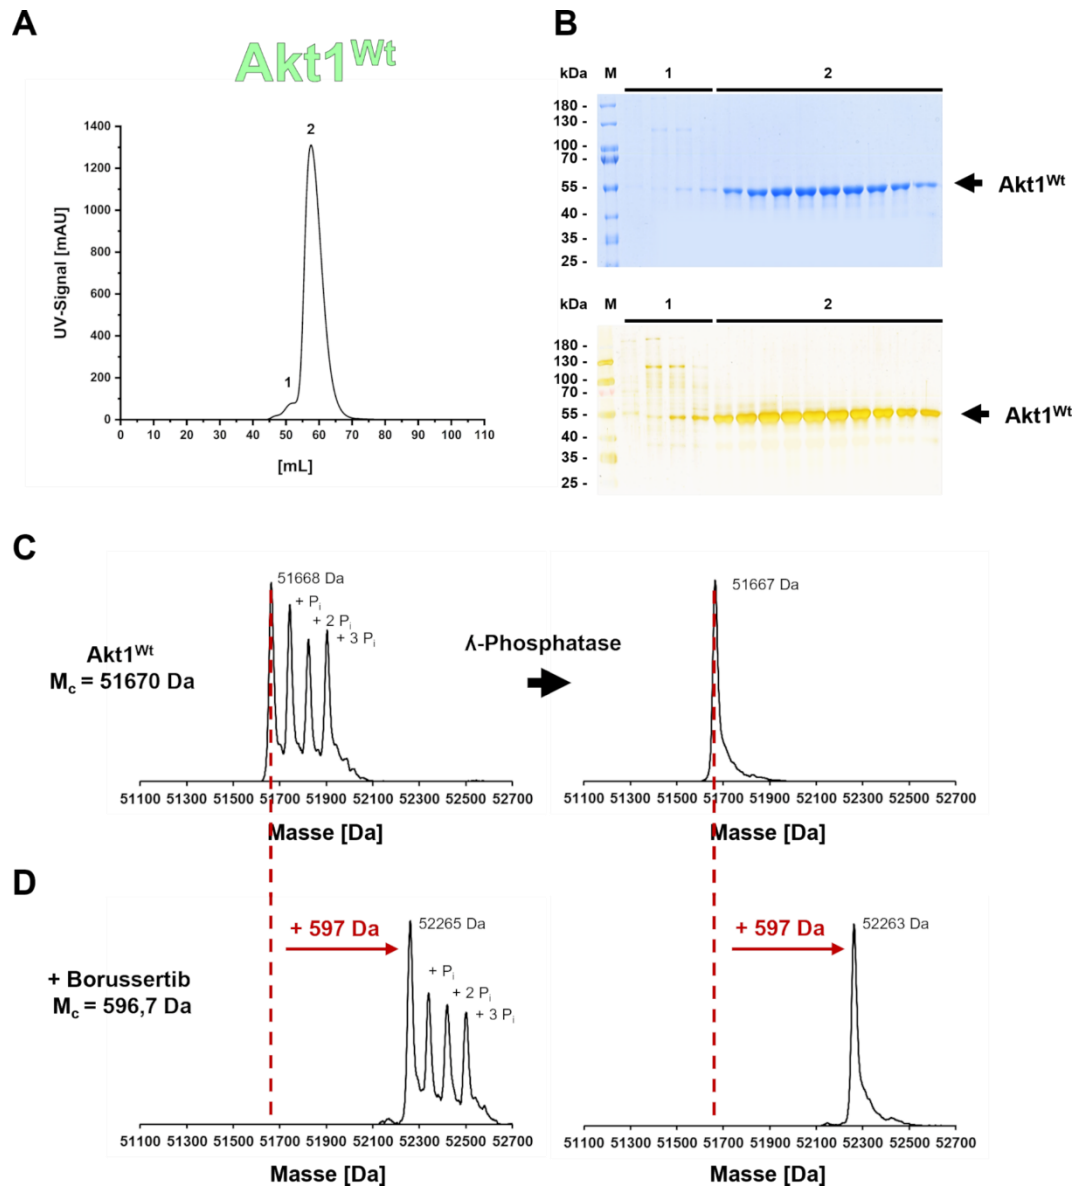 A
Akt1Wt
1400
1200
1000
800
600
400
200
0
UV-Signal [mAU]
1
2
0 10 20 30 40 50 60 70 80 90 100 110
[mL]
B
kDa M 1 2
180 -
130 -
100 -
70 -
55 -
40 -
35 -
25 -
Akt1Wt
kDa M 1 2
180 -
130 -
100 -
70 -
55 -
40 -
35 -
25 -
Akt1Wt
C
Akt1Wt
Mc = 51670 Da
51668 Da
+ Pi
+ 2 Pi
+ 3 Pi
51100 51300 51500 51700 51900 52100 52300 52500 52700
Masse [Da]
λ-Phosphatase
51667 Da
51100 51300 51500 51700 51900 52100 52300 52500 52700
Masse [Da]
D
+ Borussertib
Mc = 596,7 Da
+ 597 Da
52265 Da
+ Pi
+ 2 Pi
+ 3 Pi
51100 51300 51500 51700 51900 52100 52300 52500 52700
Masse [Da]
+ 597 Da
52263 Da
51100 51300 51500 51700 51900 52100 52300 52500 52700
Masse [Da]